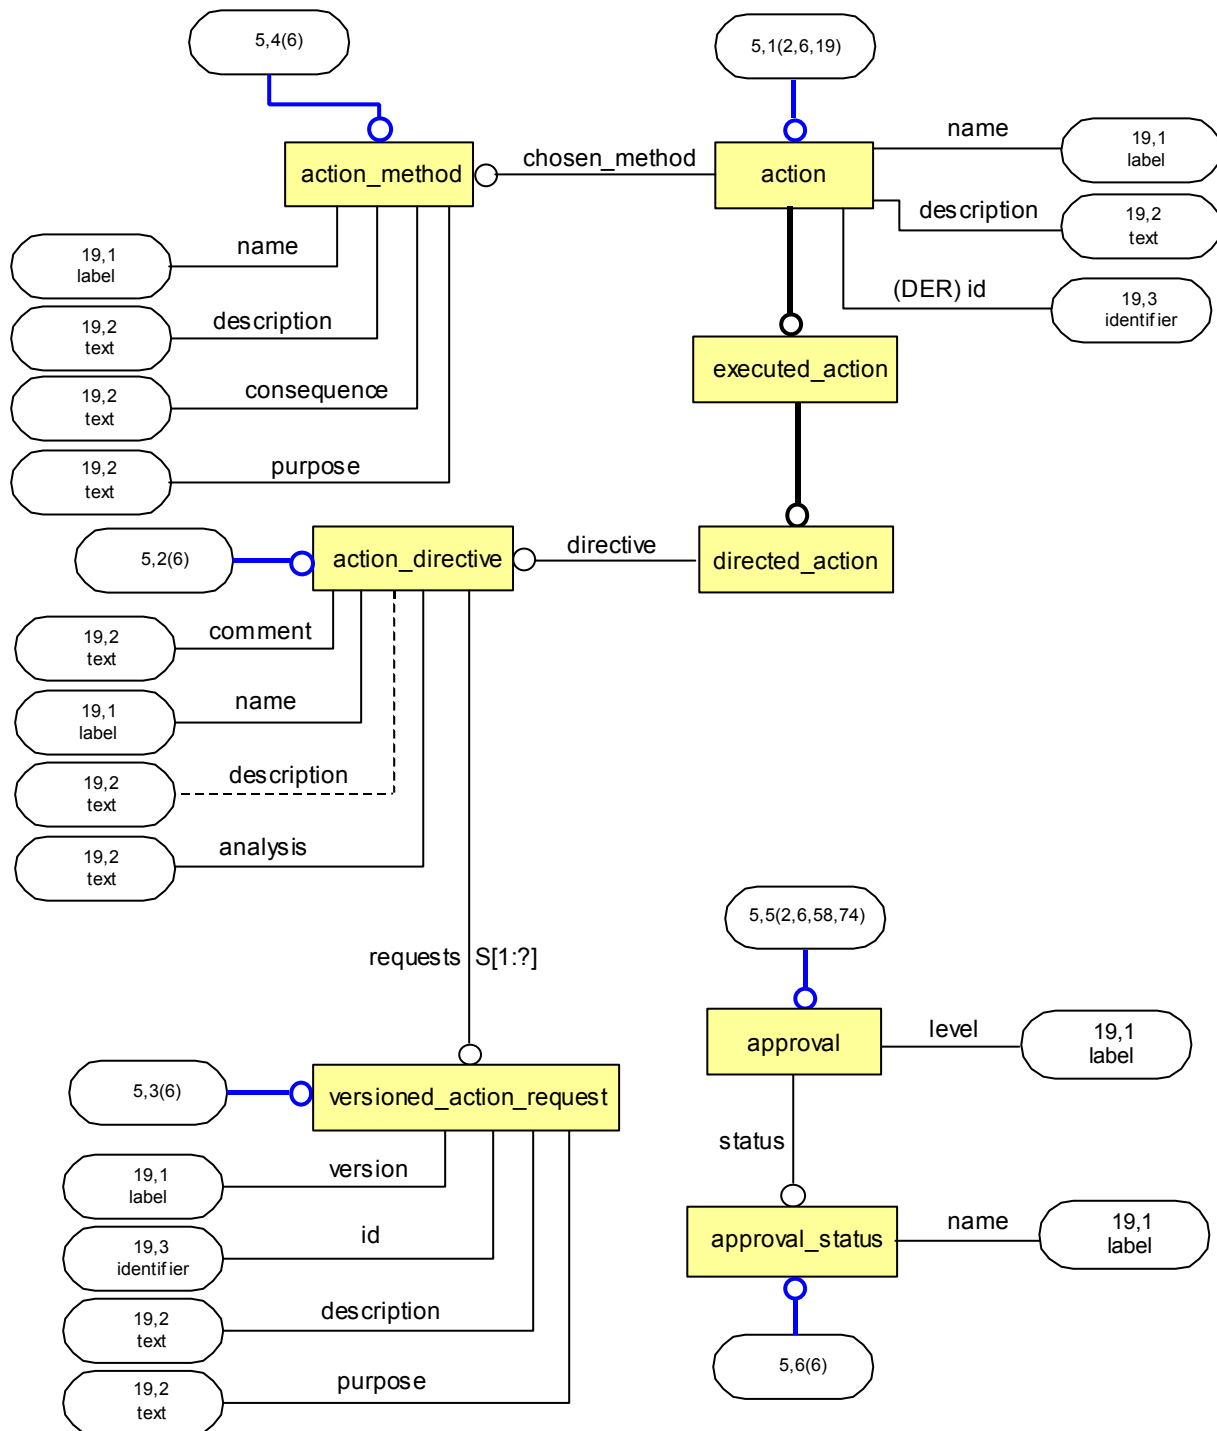 5,4(6)
5,1(2,6,19)
action_method
chosen_method
action
name
19,1
label
description
19,2
text
(DER) id
19,3
identifier
name
19,1
label
description
19,2
text
consequence
19,2
text
purpose
19,2
text
executed_action
5,2(6)
action_directive
directive
directed_action
comment
19,2
text
name
19,1
label
description
19,2
text
analysis
19,2
text
requests S[1:?]
5,5(2,6,58,74)
approval
level
19,1
label
status
approval_status
name
19,1
label
5,6(6)
5,3(6)
versioned_action_request
version
19,1
label
id
19,3
identifier
description
19,2
text
purpose
19,2
text